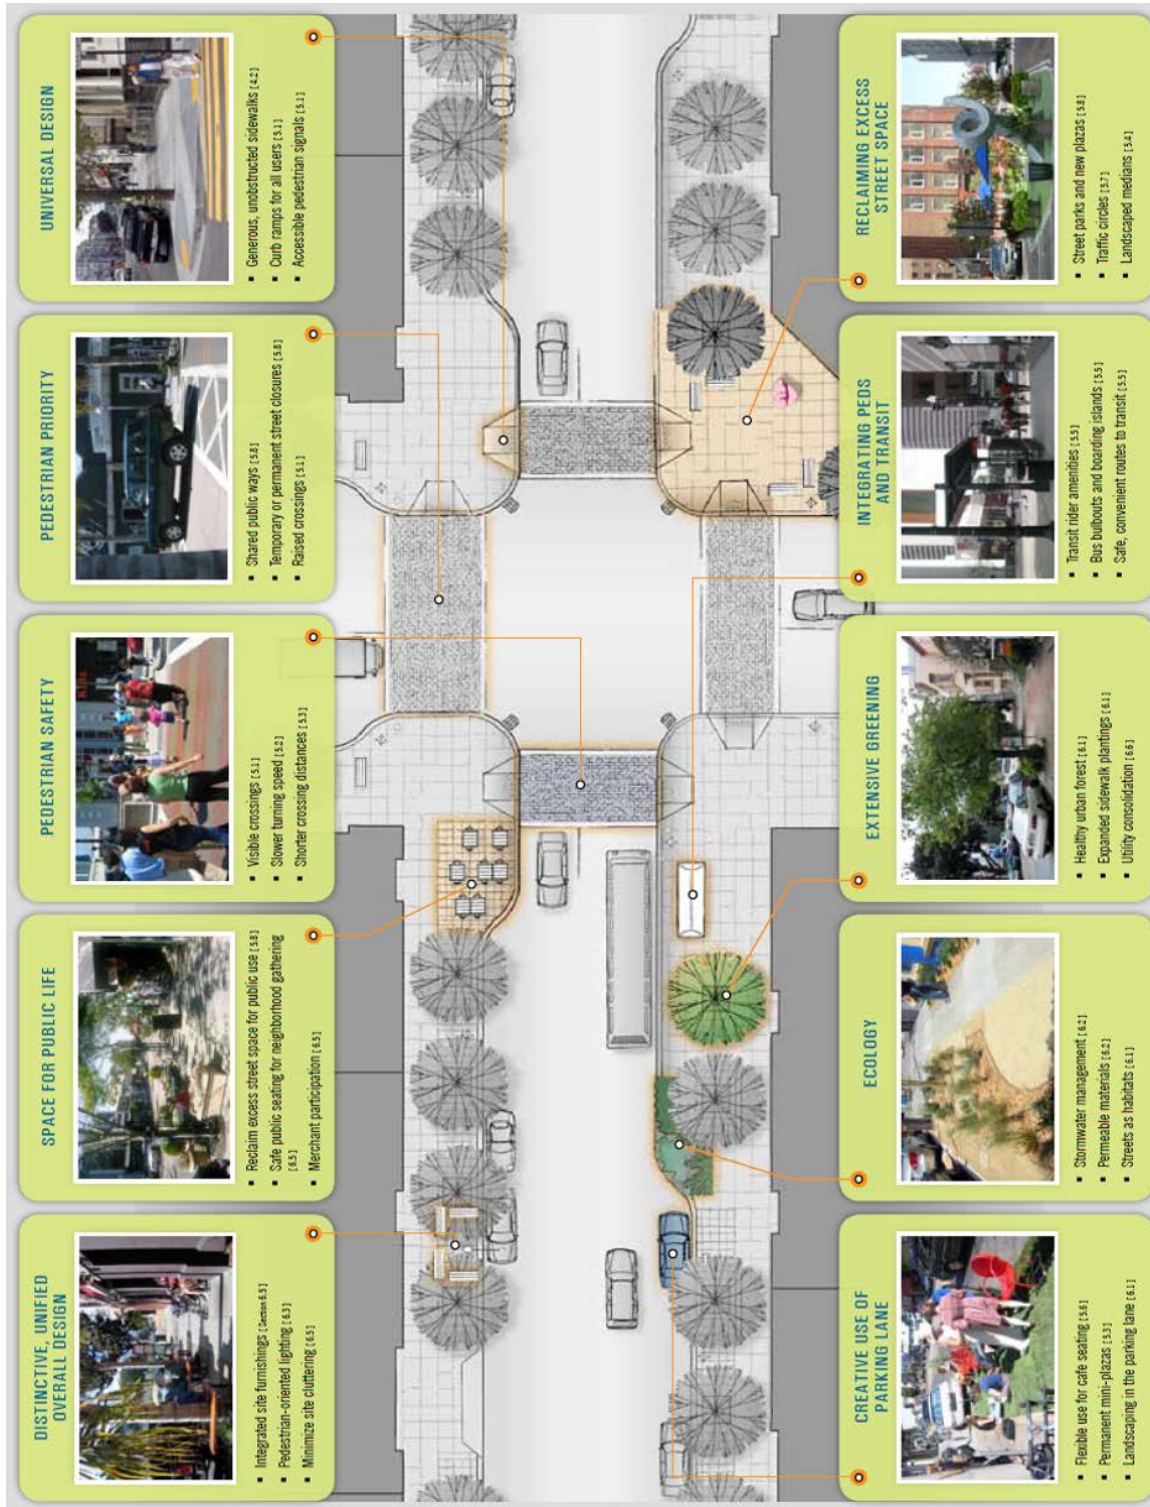 DISTINCTIVE, UNIFIED
OVERALL DESIGN
Integrated site furnishings [Section 6.5]
Pedestrian-oriented lighting [6.3]
Minimize site cluttering [6.5]
SPACE FOR PUBLIC LIFE
Reclaim excess street space for public use [5.8]
Safe public seating for neighborhood gathering
[6.5]
Merchant participation [6.5]
PEDESTRIAN SAFETY
Visible crossings [5.1]
Slower turning speed [5.2]
Shorter crossing distances [5.3]
PEDESTRIAN PRIORITY
Shared public ways [5.8]
Temporary or permanent street closures [5.8]
Raised crossings [5.1]
UNIVERSAL DESIGN
Generous, unobstructed sidewalks [4.2]
Curb ramps for all users [5.1]
Accessible pedestrian signals [5.1]
CREATIVE USE OF
PARKING LANE
Flexible use for cafe seating [5.6]
Permanent mini-plazas [5.3]
Landscaping in the parking lane [6.1]
ECOLOGY
Stormwater management [6.2]
Permeable materials [6.2]
Streets as habitats [6.1]
EXTENSIVE GREENING
Healthy urban forest [6.1]
Expanded sidewalk plantings [6.1]
Utility consolidation [6.6]
INTEGRATING PEDS
AND TRANSIT
Transit rider amenities [5.5]
Bus bulbouts and boarding islands [5.5]
Safe, convenient routes to transit [5.5]
RECLAIMING EXCESS
STREET SPACE
Street parks and new plazas [5.8]
Traffic circles [5.7]
Landscaped medians [5.4]